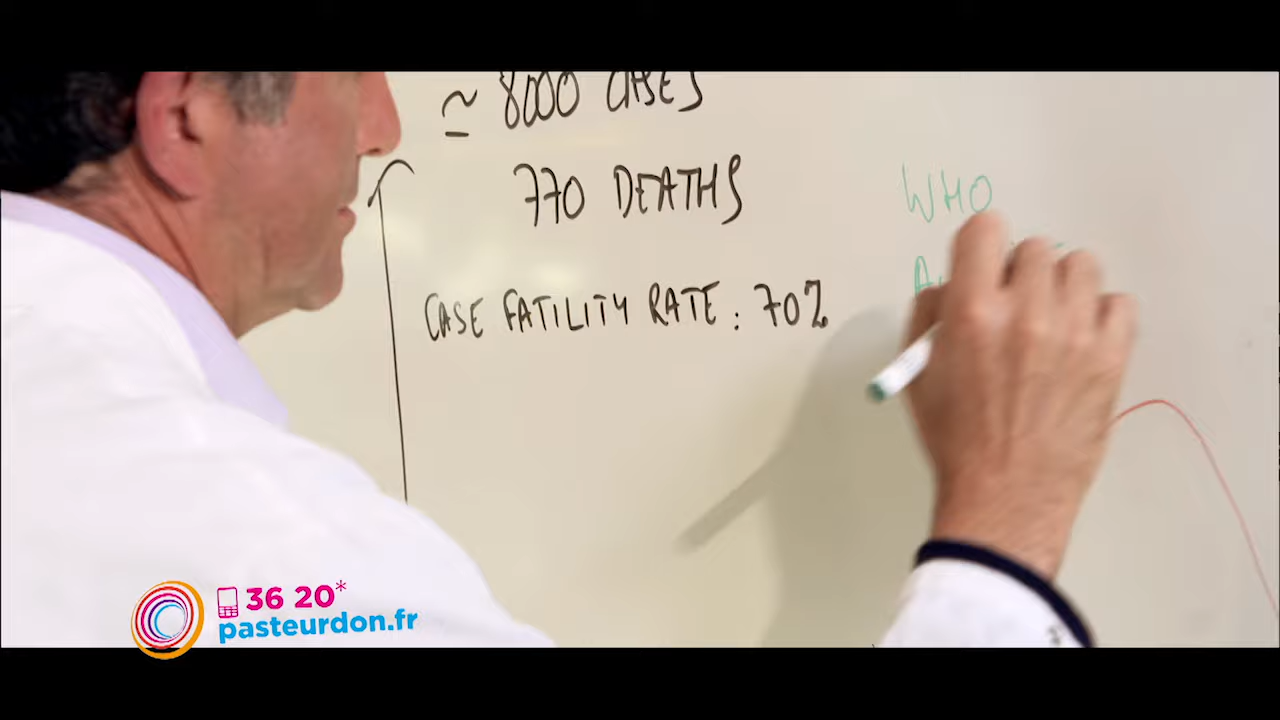 ≃ 8000 CASES
770 DEATHS
CASE FATILITY RATE: 70%
WHO
36 20*
pasteurdon.fr